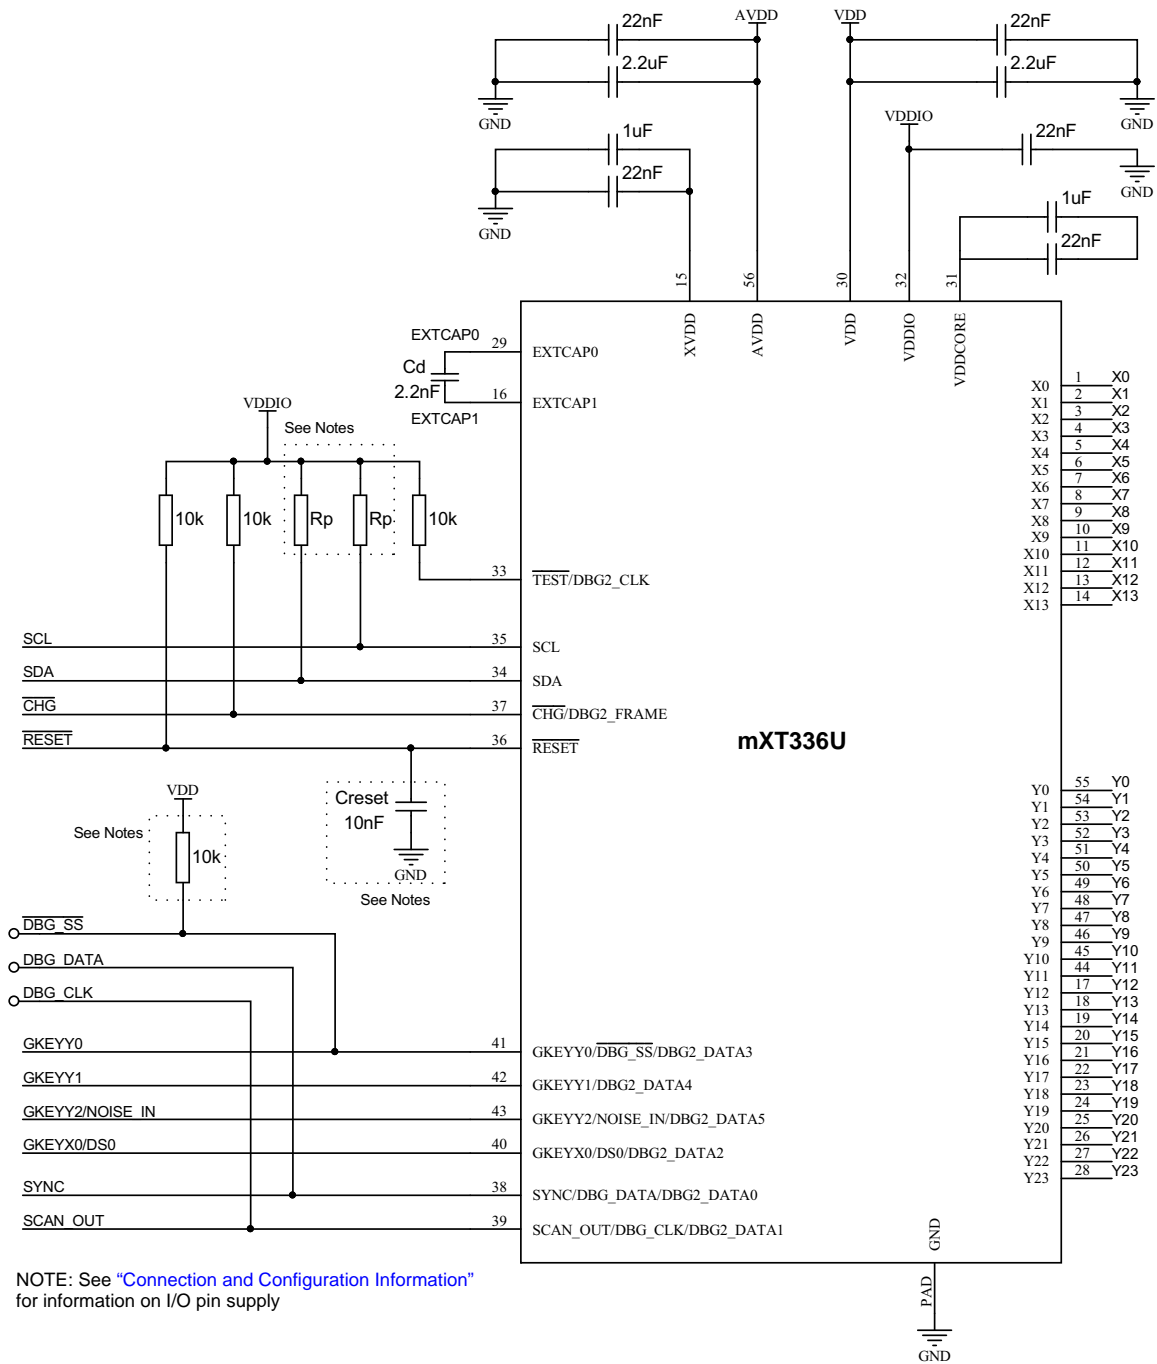 22nF AVDD VDD 22nF
2.2uF 2.2uF
GND VDDIO GND
1uF 22nF
22nF GND
GND 1uF
22nF
15 56 30 32 31
XVDD AVDD VDD VDDIO VDDCORE
EXTCAP0 29 EXTCAP0
Cd
2.2nF
EXTCAP1 16 EXTCAP1
X0 1 X0
X1 2 X1
X2 3 X2
X3 4 X3
X4 5 X4
X5 6 X5
X6 7 X6
X7 8 X7
X8 9 X8
X9 10 X9
X10 11 X10
X11 12 X11
X12 13 X12
X13 14 X13
VDDIO
See Notes
10k 10k Rp Rp 10k
33 TEST/DBG2_CLK
SCL 35 SCL
SDA 34 SDA
CHG 37 CHG/DBG2_FRAME
RESET 36 RESET
mXT336U
VDD
See Notes
10k
Creset
10nF
GND
See Notes
DBG_SS
DBG_DATA
DBG_CLK
Y0 55 Y0
Y1 54 Y1
Y2 53 Y2
Y3 52 Y3
Y4 51 Y4
Y5 50 Y5
Y6 49 Y6
Y7 48 Y7
Y8 47 Y8
Y9 46 Y9
Y10 45 Y10
Y11 44 Y11
Y12 17 Y12
Y13 18 Y13
Y14 19 Y14
Y15 20 Y15
Y16 21 Y16
Y17 22 Y17
Y18 23 Y18
Y19 24 Y19
Y20 25 Y20
Y21 26 Y21
Y22 27 Y22
Y23 28 Y23
GKEYY0 41 GKEYY0/DBG_SS/DBG2_DATA3
GKEYY1 42 GKEYY1/DBG2_DATA4
GKEYY2/NOISE_IN 43 GKEYY2/NOISE_IN/DBG2_DATA5
GKEYX0/DS0 40 GKEYX0/DS0/DBG2_DATA2
SYNC 38 SYNC/DBG_DATA/DBG2_DATA0
SCAN_OUT 39 SCAN_OUT/DBG_CLK/DBG2_DATA1
GND
PAD
GND
NOTE: See “Connection and Configuration Information”
for information on I/O pin supply